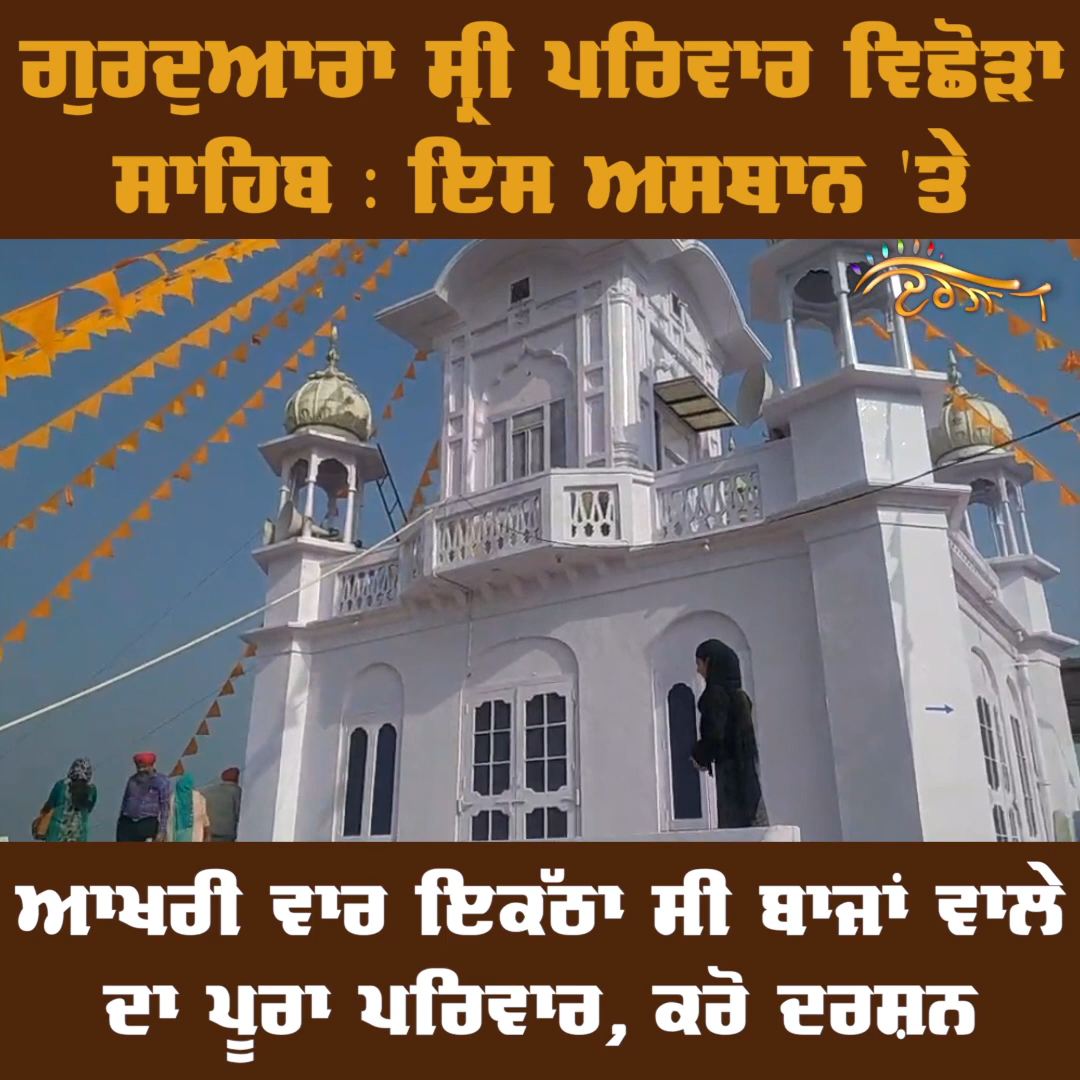 ਗੁਰਦੁਆਰਾ ਸ੍ਰੀ ਪਰਿਵਾਰ ਵਿਛੋੜਾ
ਸਾਹਿਬ : ਇਸ ਅਸਥਾਨ 'ਤੇ
ਆਖਰੀ ਵਾਰ ਇਕੱਠਾ ਸੀ ਬਾਜਾਂ ਵਾਲੇ
ਦਾ ਪੂਰਾ ਪਰਿਵਾਰ, ਕਰੋ ਦਰਸ਼ਨ